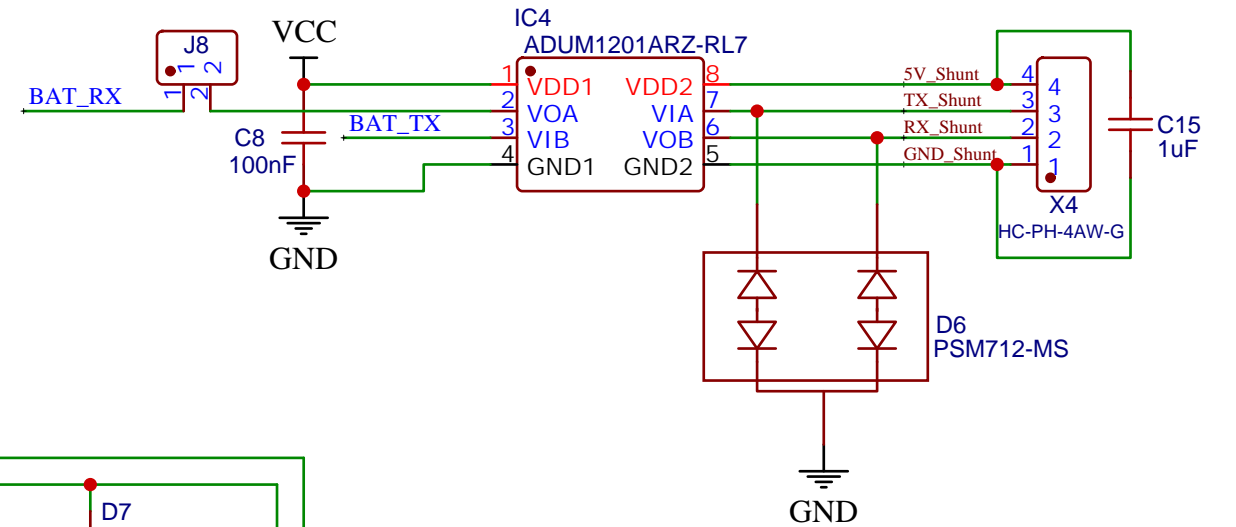 IC4
ADUM1201ARZ-RL7
VCC
J8
1 2
1 2
BAT_RX
C8
100nF
BAT_TX
1 VDD1 VDD2 8
2 VOA VIA 7
3 VIB VOB 6
4 GND1 GND2 5
5V_Shunt 4 4
TX_Shunt 3 3
RX_Shunt 2 2
GND_Shunt 1 1
C15
1uF
X4
HC-PH-4AW-G
GND
D6
PSM712-MS
GND
D7